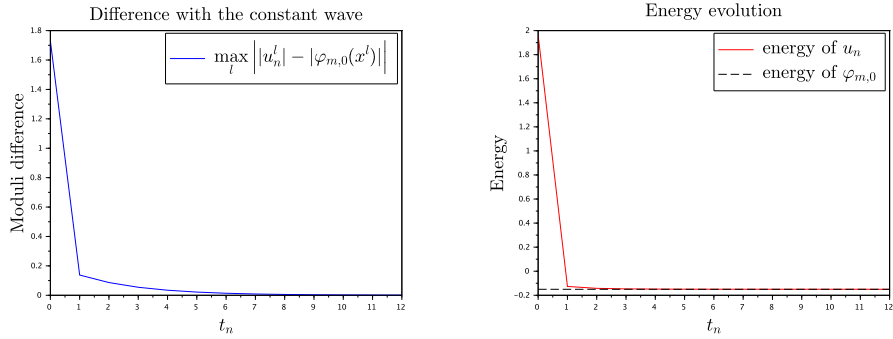 Difference with the constant wave
1.8
1.6
1.4
1.2
1
0.8
0.6
0.4
0.2
0
Moduli difference
max_l ||u_n^l| − |φ_{m,0}(x^l)||
0 1 2 3 4 5 6 7 8 9 10 11 12
t_n
Energy evolution
2
1.8
1.6
1.4
1.2
1
0.8
0.6
0.4
0.2
0
−0.2
Energy
energy of u_n
energy of φ_{m,0}
0 1 2 3 4 5 6 7 8 9 10 11 12
t_n